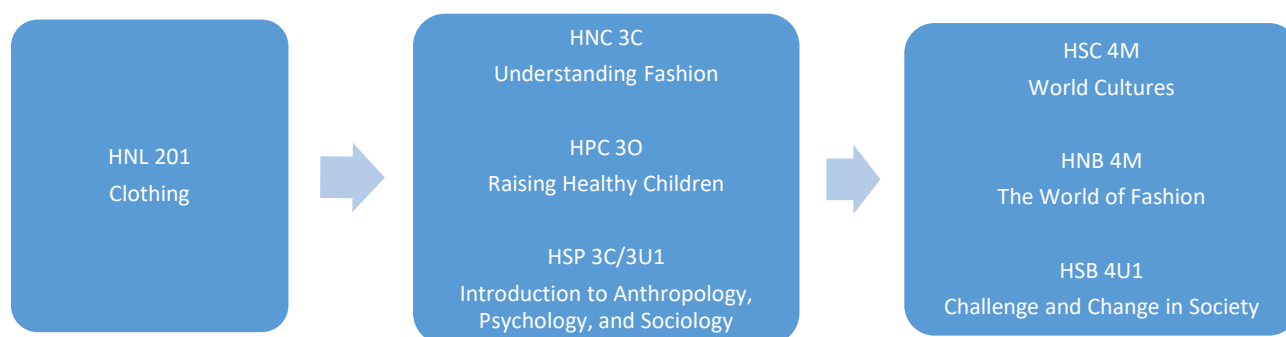 HNL 201
Clothing
HNC 3C
Understanding Fashion
HPC 3O
Raising Healthy Children
HSP 3C/3U1
Introduction to Anthropology,
Psychology, and Sociology
HSC 4M
World Cultures
HNB 4M
The World of Fashion
HSB 4U1
Challenge and Change in Society